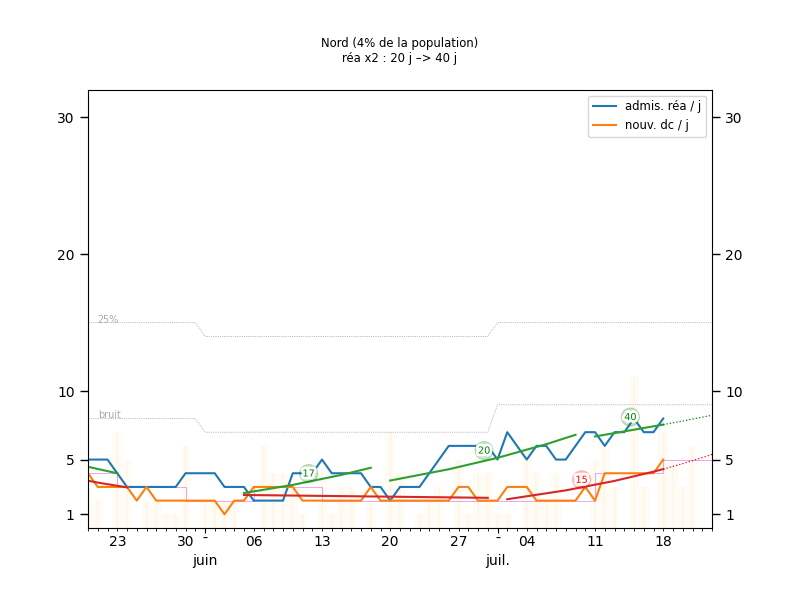 Nord (4% de la population)
réa x2 : 20 j –> 40 j
admis. réa / j
nouv. dc / j
30 30
20 20
25%
10 10
bruit
40
20
5 5
17
15
1 1
23 30 - 06 13 20 27 - 04 11 18
juin juil.